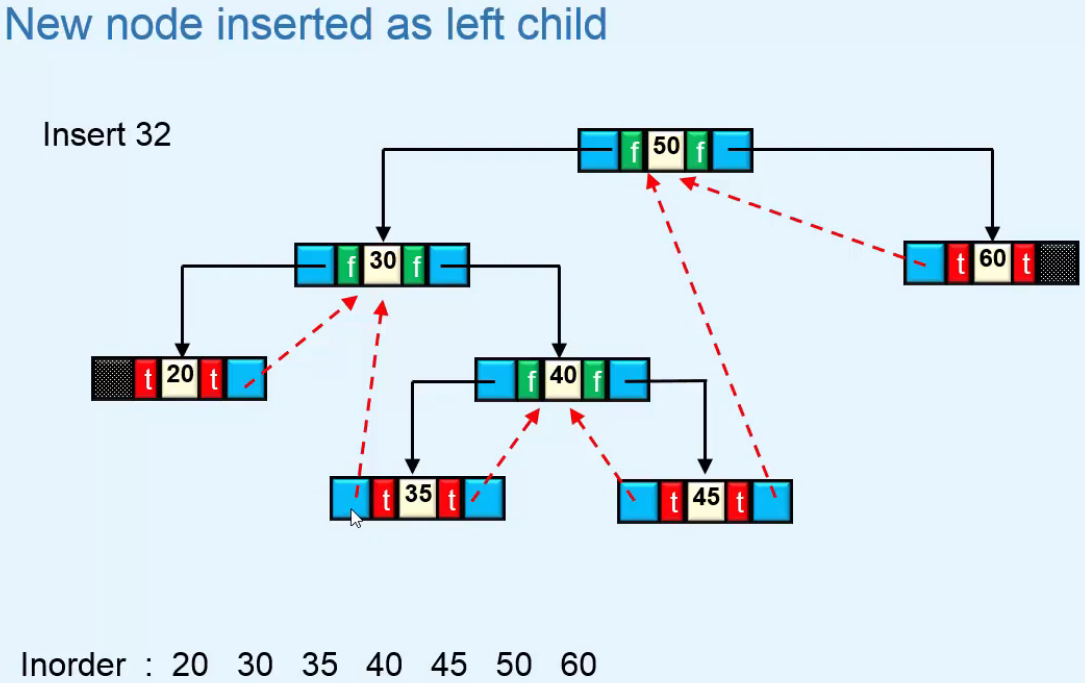 New node inserted as left child
Insert 32
f 50 f
f 30 f
t 60 t
t 20 t
f 40 f
t 35 t
t 45 t
Inorder : 20 30 35 40 45 50 60